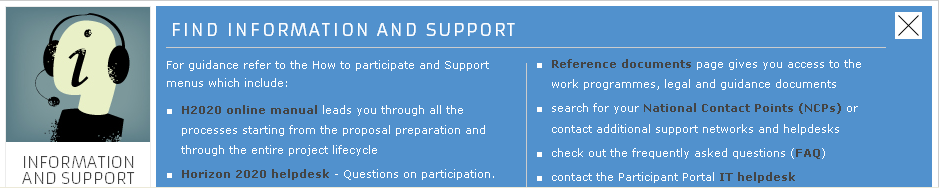 FIND INFORMATION AND SUPPORT
For guidance refer to the How to participate and Support
menus which include:
H2020 online manual leads you through all the
processes starting from the proposal preparation and
through the entire project lifecycle
Horizon 2020 helpdesk - Questions on participation.
Reference documents page gives you access to the
work programmes, legal and guidance documents
search for your National Contact Points (NCPs) or
contact additional support networks and helpdesks
check out the frequently asked questions (FAQ)
contact the Participant Portal IT helpdesk
i
INFORMATION
AND SUPPORT